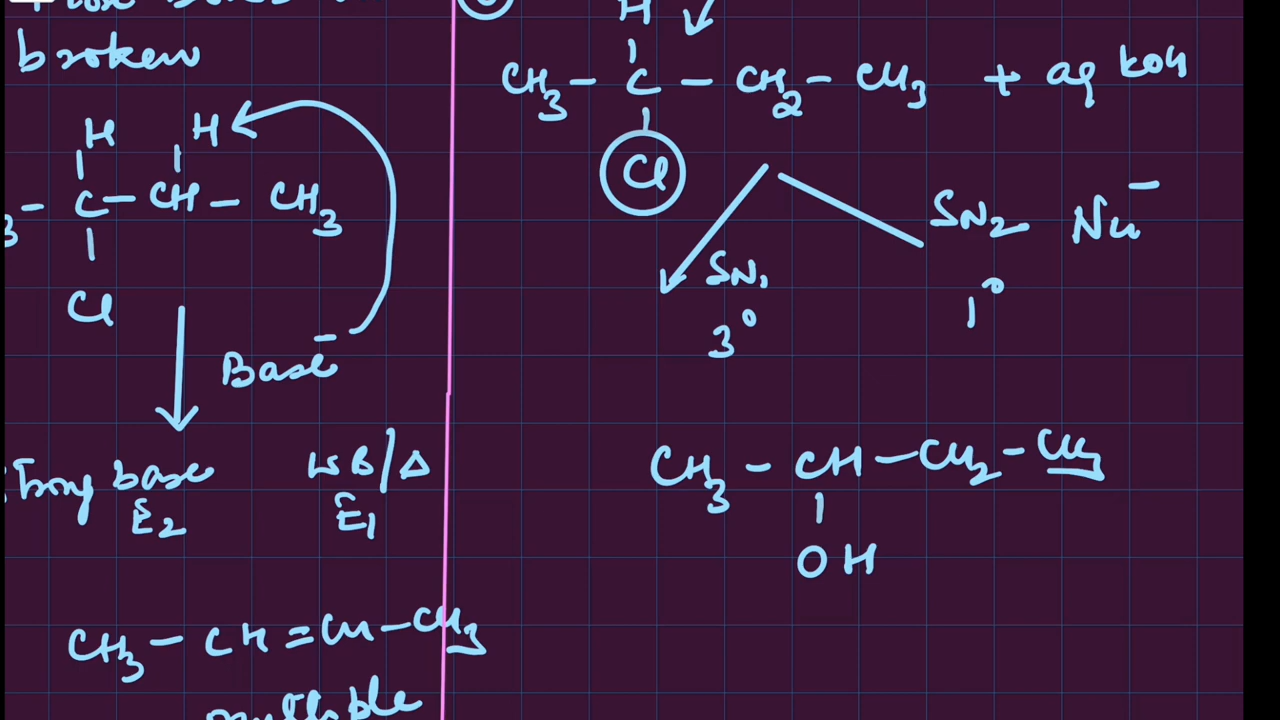 broken
H H
C - CH - CH3
Cl
Base-
base WB/Δ
E2 E1
CH3 - CH = CH - CH3
H
CH3 - C - CH2 - CH3 + aq KOH
Cl
SN1 SN2 Nu-
3° 1°
CH3 - CH - CH2 - CH3
OH